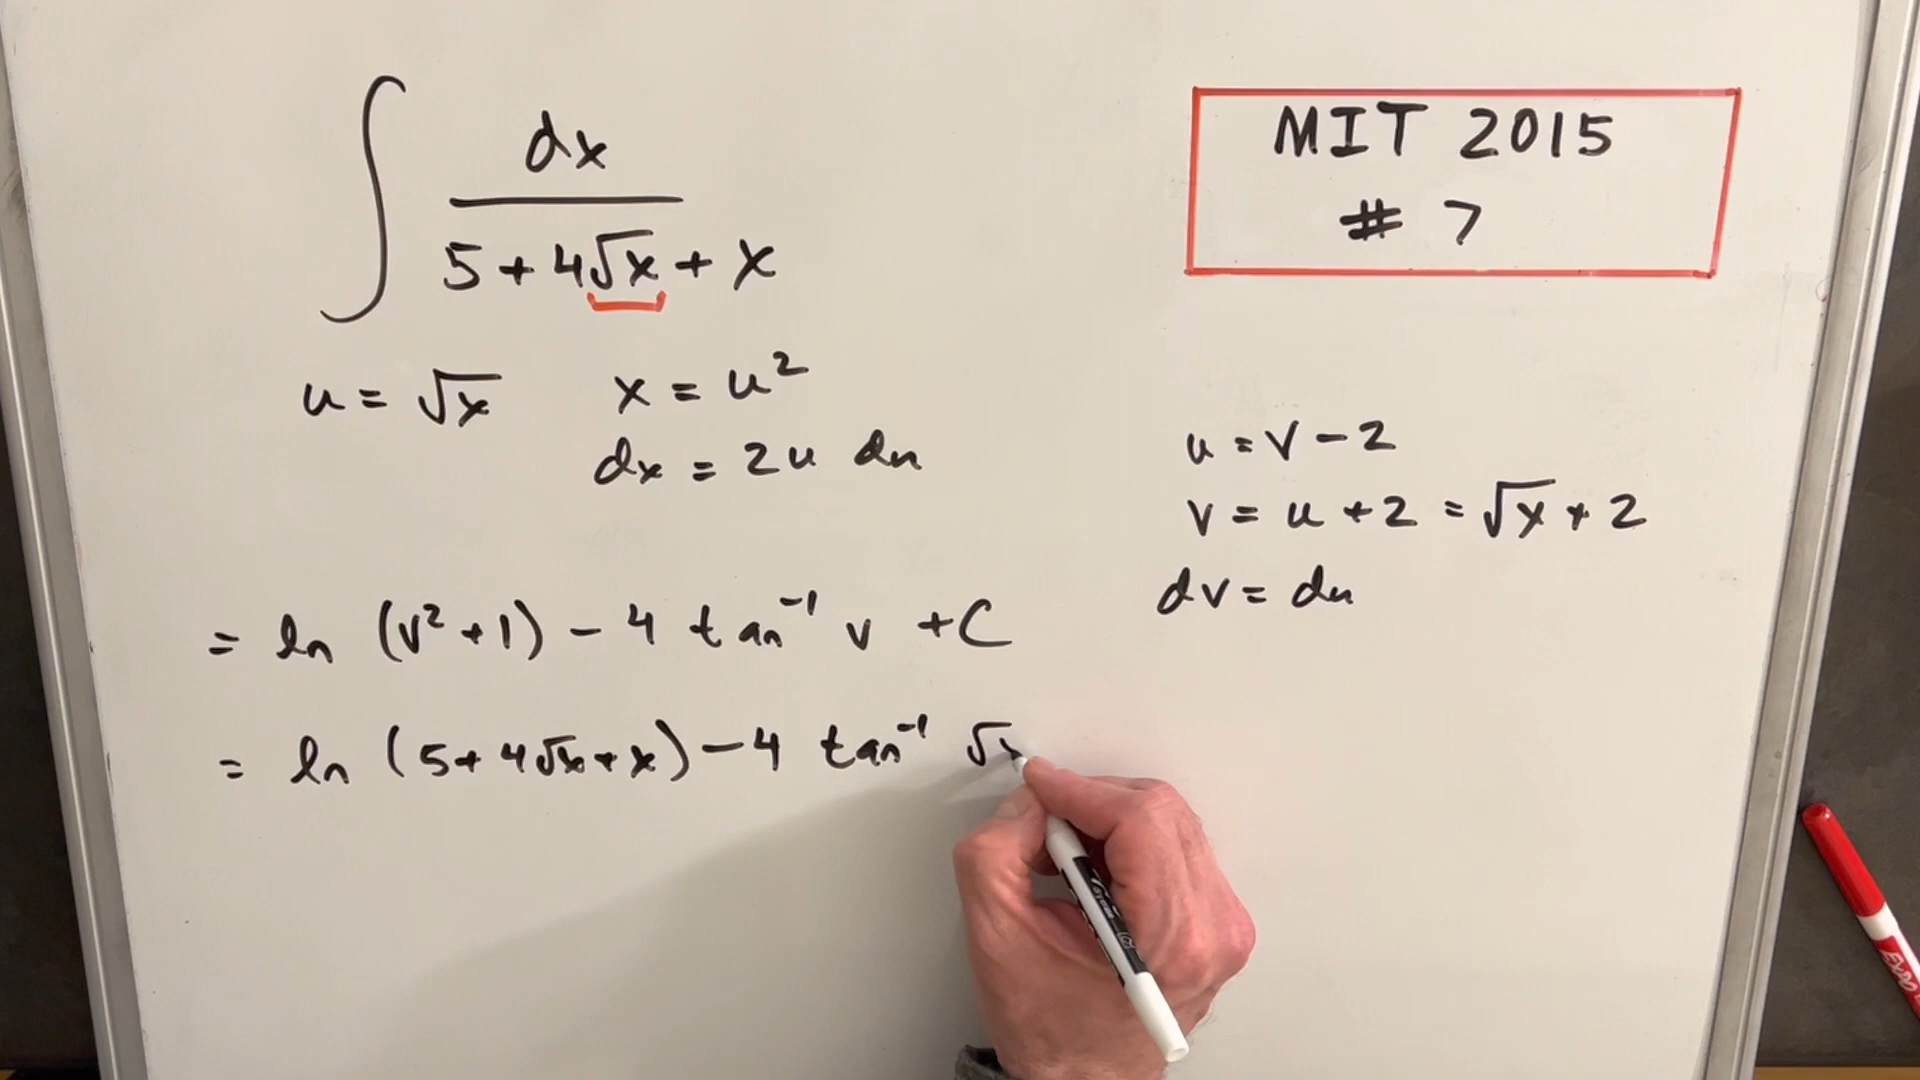 MIT 2015
# 7
∫ dx / (5 + 4√x + x)
u = √x    x = u²
dx = 2u du
u = v - 2
v = u + 2 = √x + 2
dv = du
= ln (v² + 1) - 4 tan⁻¹ v + C
= ln (5 + 4√x + x) - 4 tan⁻¹ √x
EXPO